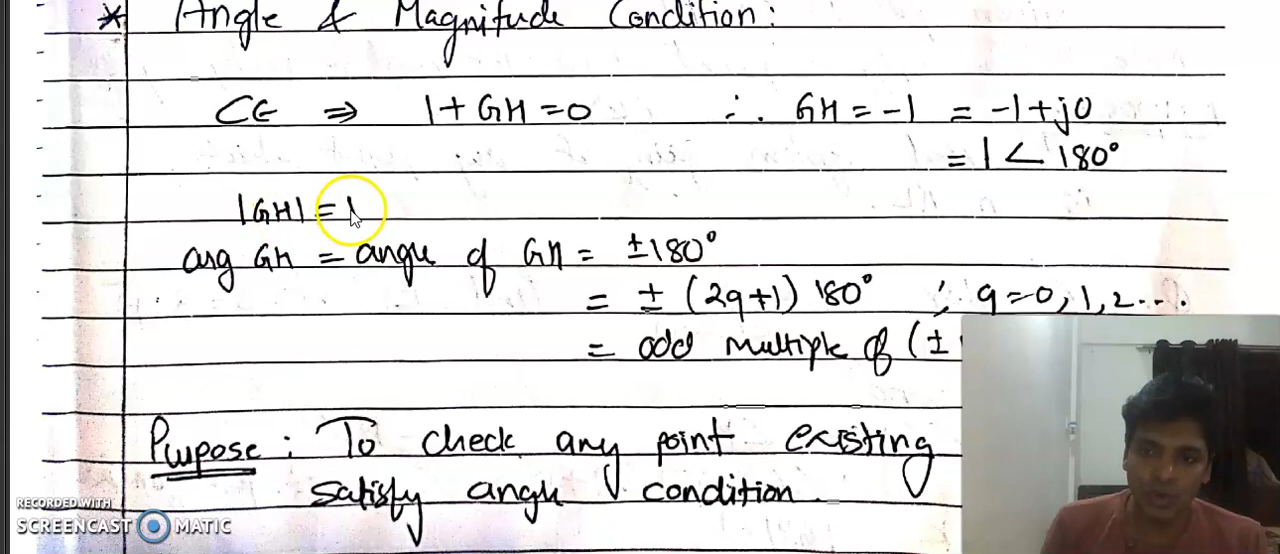 * Angle & Magnitude Condition:
CE ⇒ 1 + GH = 0 ∴ GH = -1 = -1 + j0
= 1 < 180°
|GH| = 1
arg GH = angle of GH = ±180°
= ± (2q+1) 180° ; q = 0, 1, 2 ...
= odd multiple of (±
Purpose : To check any point existing
satisfy angle condition.
RECORDED WITH
SCREENCAST MATIC